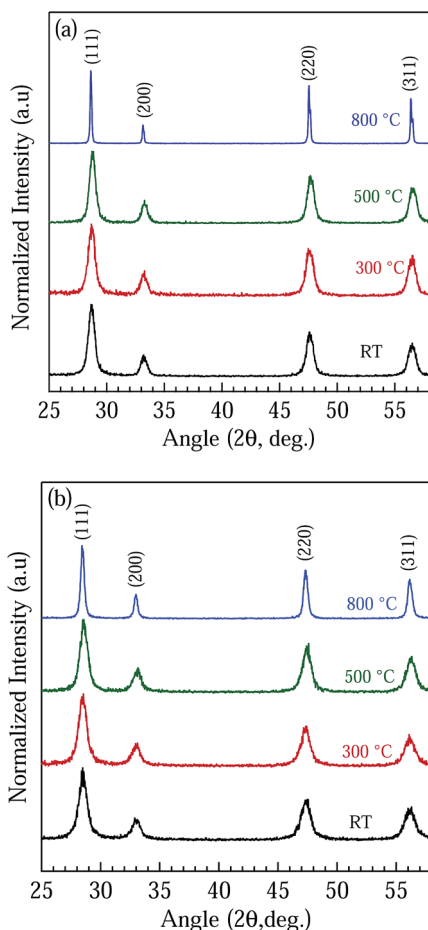 (a)
(111)
(200)
(220)
(311)
800 °C
500 °C
300 °C
RT
Normalized Intensity (a.u)
25 30 35 40 45 50 55
Angle (2θ, deg.)
(b)
(111)
(200)
(220)
(311)
800 °C
500 °C
300 °C
RT
Normalized Intensity (a.u)
25 30 35 40 45 50 55
Angle (2θ,deg.)